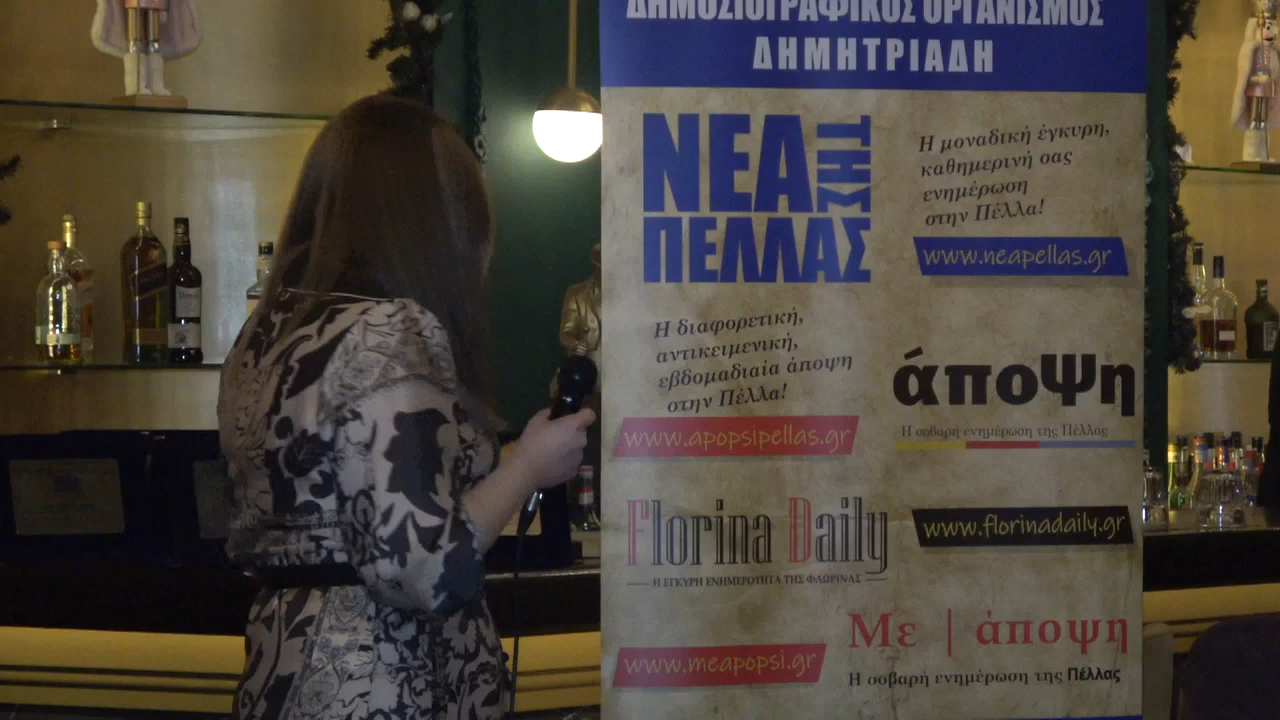 ΔΗΜΟΣΙΟΓΡΑΦΙΚΟΣ ΟΡΓΑΝΙΣΜΟΣ
ΔΗΜΗΤΡΙΑΔΗ
ΝΕΑ ΤΗΣ
ΠΕΛΛΑΣ
Η μοναδική έγκυρη,
καθημερινή σας
ενημέρωση
στην Πέλλα!
www.neapellas.gr
Η διαφορετική,
αντικειμενική,
εβδομαδιαία άποψη
στην Πέλλα!
www.apopsipellas.gr
άποψη
Η σοβαρή ενημέρωση της Πέλλας
Florina Daily
Η ΕΓΚΥΡΗ ΕΝΗΜΕΡΟΤΗΤΑ ΤΗΣ ΦΛΩΡΙΝΑΣ
www.florinadaily.gr
Με | άποψη
Η σοβαρή ενημέρωση της Πέλλας
www.meapopsi.gr